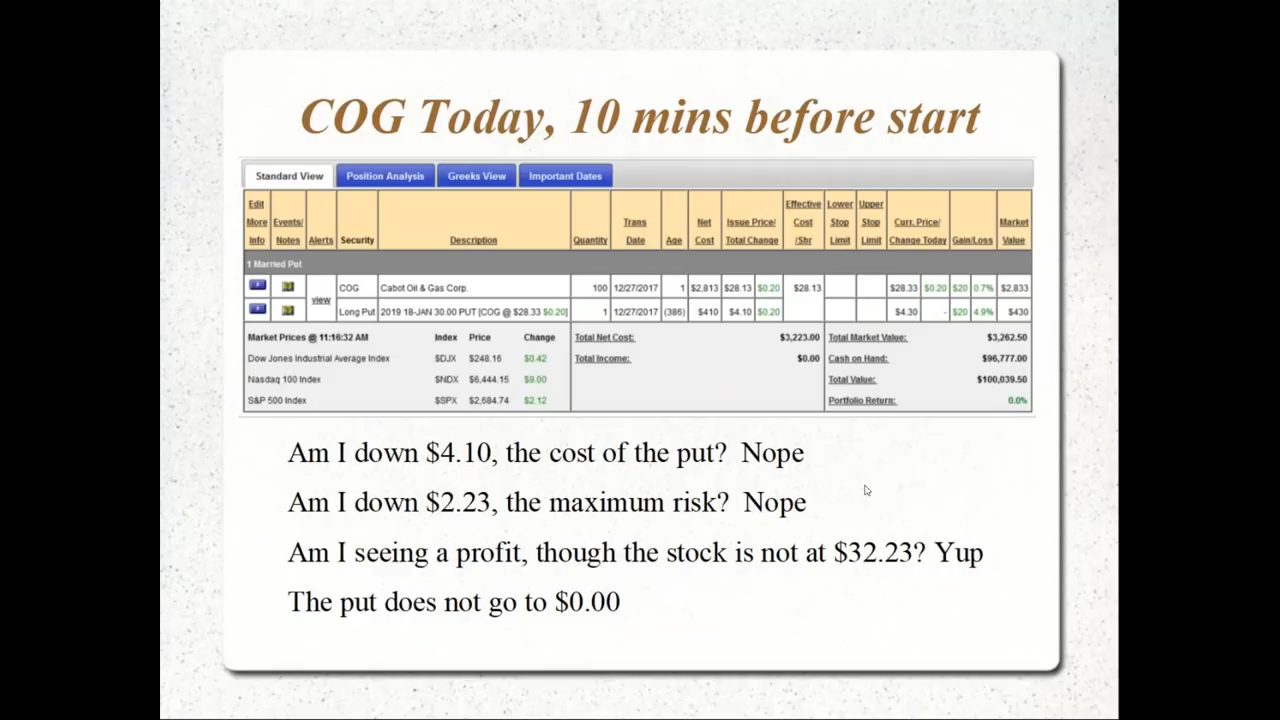 COG Today, 10 mins before start
Standard View Position Analysis Greeks View Important Dates
Edit More Info Events/ Notes Alerts Security Description Quantity Trans Date Age Net Cost Issue Price/ Total Change Effective Cost /Shr Lower Stop Limit Upper Stop Limit Curr. Price/ Change Today Gain/Loss Market Value
1 Married Put
COG Cabot Oil & Gas Corp. 100 12/27/2017 1 $2,813 $28.13 $0.20 $28.13 $28.33 $0.20 $20 0.7% $2,833
view
Long Put 2019 18-JAN 30.00 PUT [COG @ $28.33 $0.20] 1 12/27/2017 (386) $410 $4.10 $0.20 $4.30 - $20 4.9% $430
Market Prices @ 11:16:32 AM Index Price Change Total Net Cost: $3,223.00 Total Market Value: $3,262.50
Dow Jones Industrial Average Index $DJX $248.16 $0.42 Total Income: $0.00 Cash on Hand: $96,777.00
Nasdaq 100 Index $NDX $6,444.15 $9.00 Total Value: $100,039.50
S&P 500 Index $SPX $2,684.74 $2.12 Portfolio Return: 0.0%
Am I down $4.10, the cost of the put? Nope
Am I down $2.23, the maximum risk? Nope
Am I seeing a profit, though the stock is not at $32.23? Yup
The put does not go to $0.00